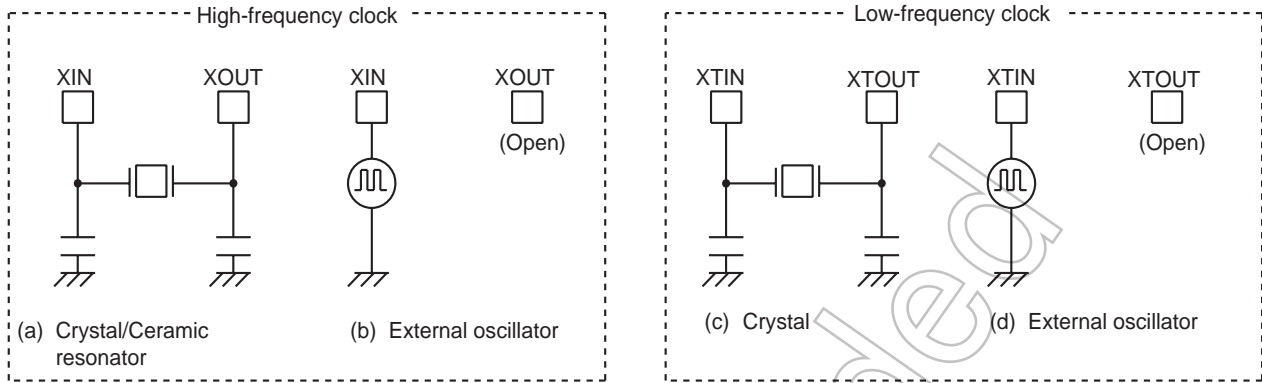 High-frequency clock
XIN XOUT XIN XOUT
(Open)
(a) Crystal/Ceramic
resonator
(b) External oscillator
Low-frequency clock
XTIN XTOUT XTIN XTOUT
(Open)
(c) Crystal
(d) External oscillator
ded